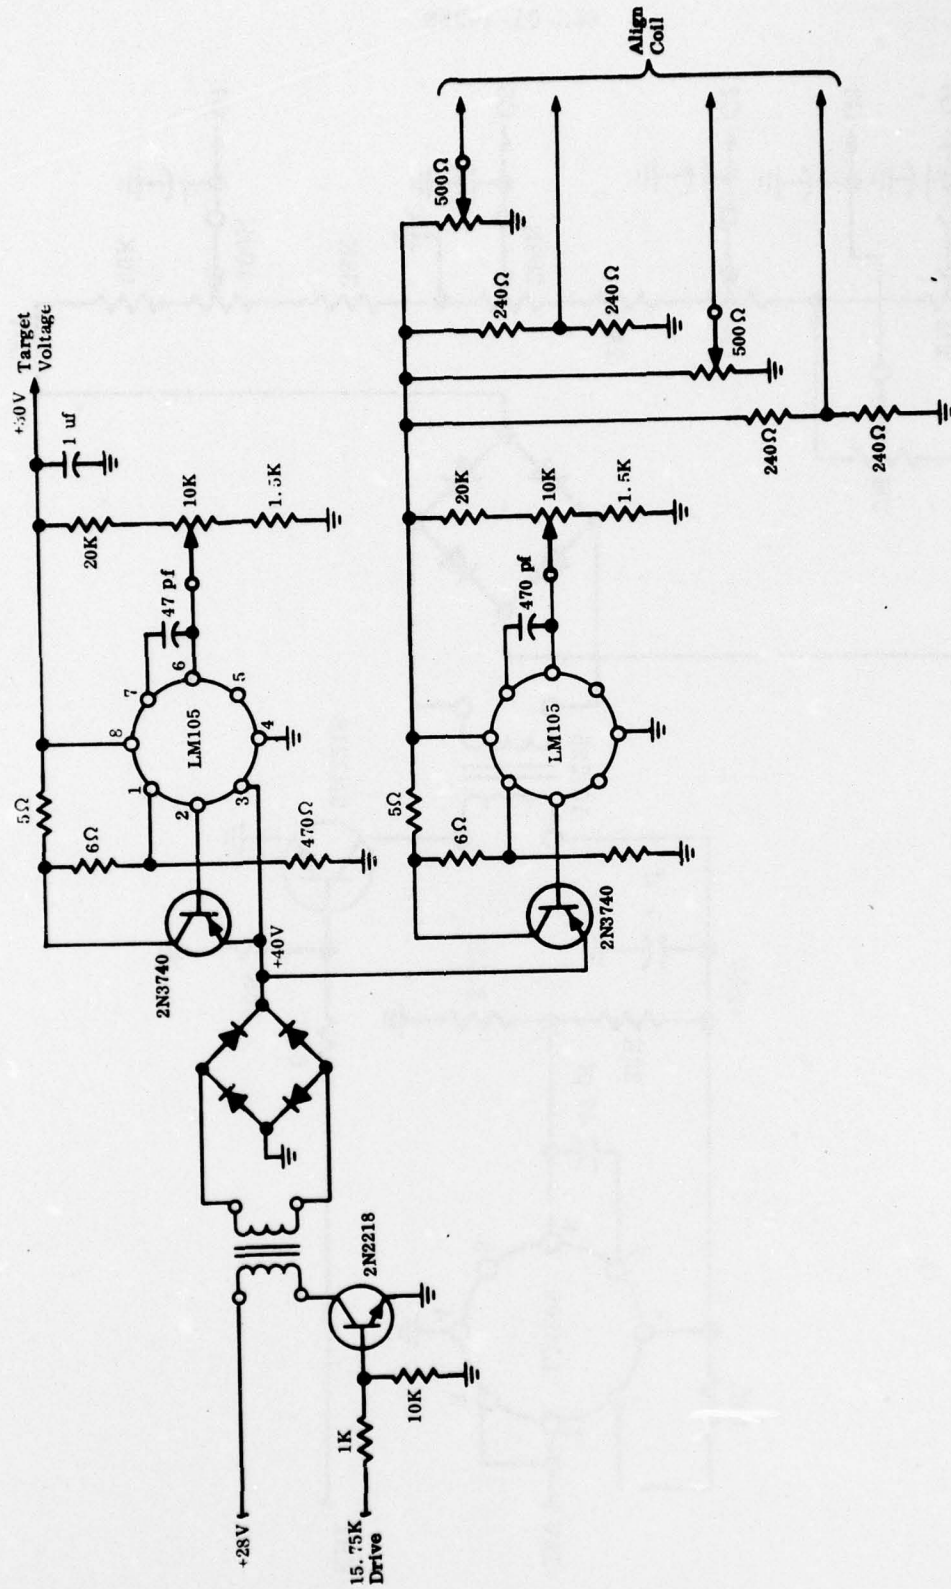 Target
Voltage
1 uf
5Ω
20K
47 pf
10K
1.5K
6Ω
1
8
7
2
LM105
6
3
4
5
470Ω
2N3740
+40V
+28V
2N2218
15.75K
Drive
1K
10K
5Ω
20K
470 pf
10K
1.5K
6Ω
LM105
2N3740
500Ω
240Ω
240Ω
500Ω
240Ω
240Ω
Align
Coil